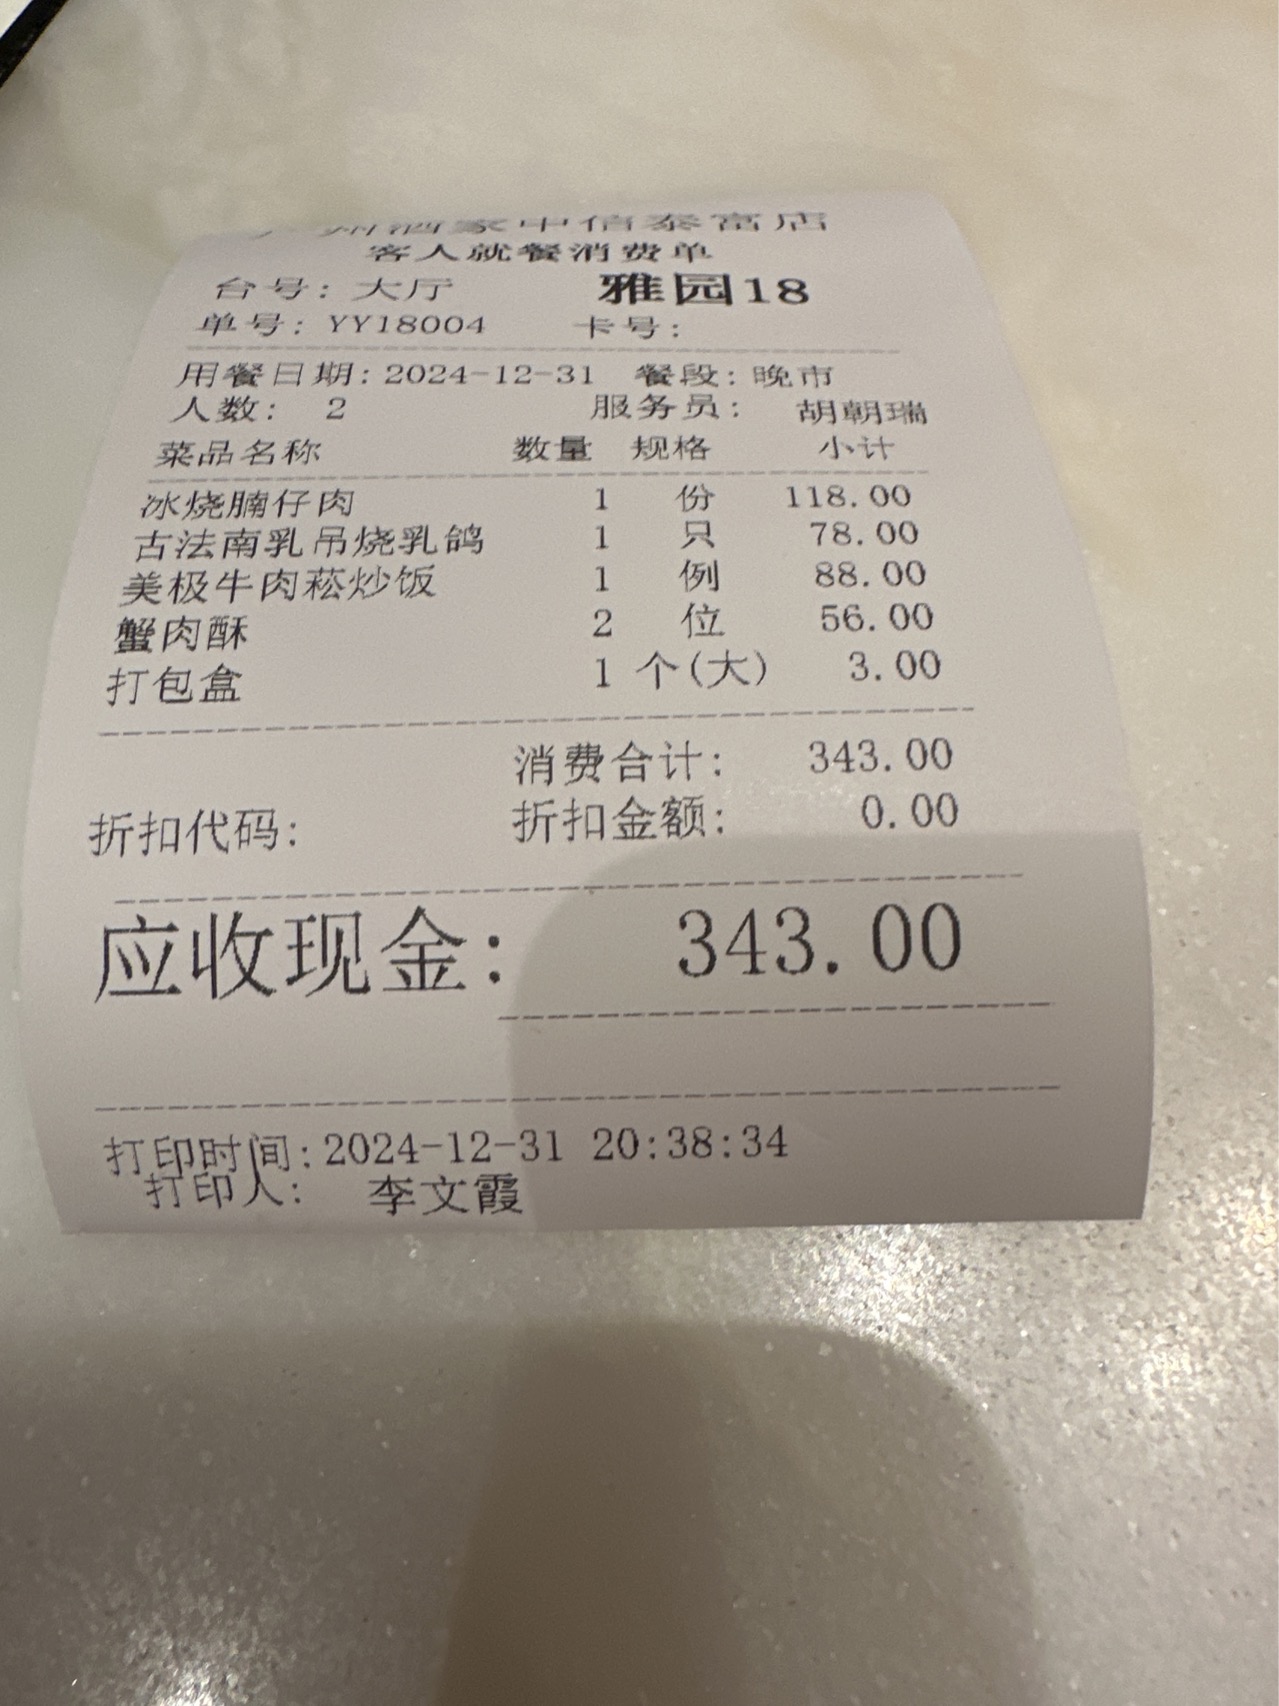 广州酒家中信泰富店
客人就餐消费单
台号: 大厅 雅园18
单号: YY18004 卡号:
用餐日期: 2024-12-31 餐段: 晚市
人数: 2 服务员: 胡朝瑞
菜品名称 数量 规格 小计
冰烧腩仔肉 1 份 118.00
古法南乳吊烧乳鸽 1 只 78.00
美极牛肉菘炒饭 1 例 88.00
蟹肉酥 2 位 56.00
打包盒 1 个(大) 3.00
消费合计: 343.00
折扣代码: 折扣金额: 0.00
应收现金: 343.00
打印时间: 2024-12-31 20:38:34
打印人: 李文霞